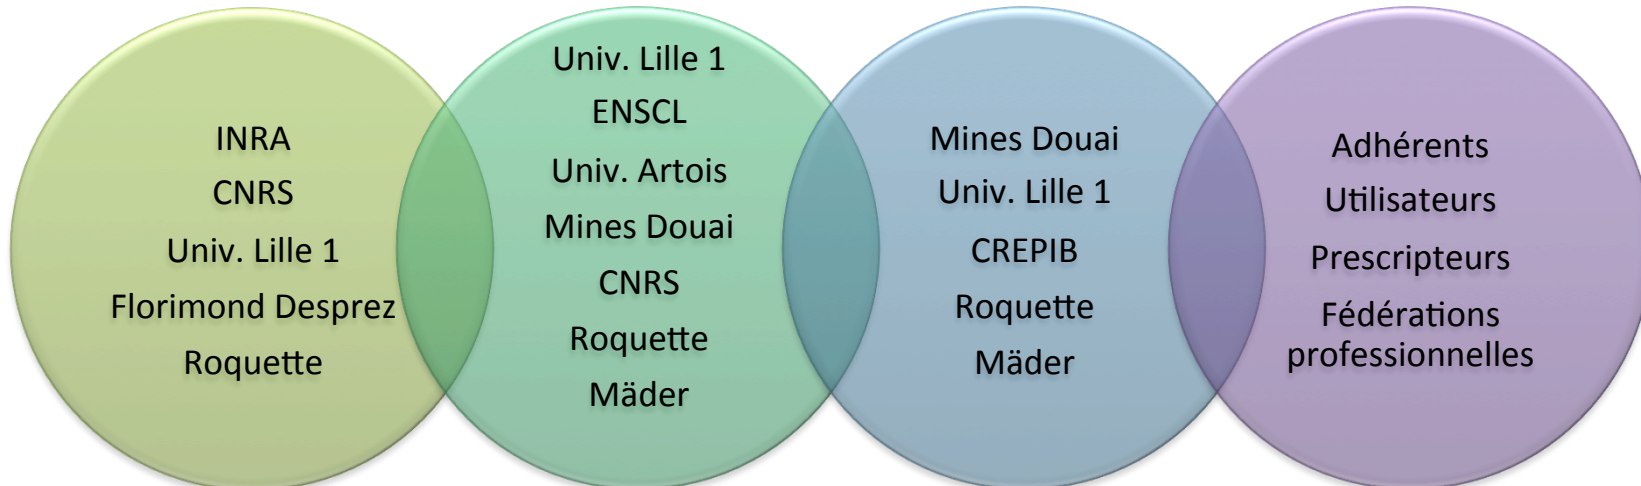 INRA
CNRS
Univ. Lille 1
Florimond Desprez
Roquette
Univ. Lille 1
ENSCL
Univ. Artois
Mines Douai
CNRS
Roquette
Mäder
Mines Douai
Univ. Lille 1
CREPIB
Roquette
Mäder
Adhérents
Utilisateurs
Prescripteurs
Fédérations
professionnelles